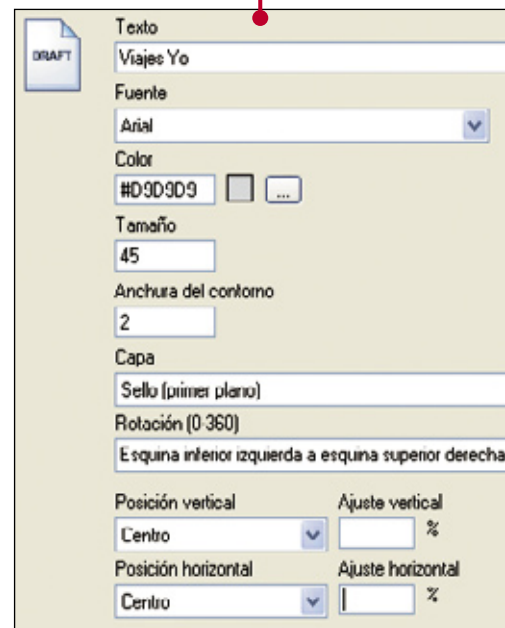 DRAFT
Texto
Viajes Yo
Fuente
Arial
Color
#D9D9D9 ...
Tamaño
45
Anchura del contorno
2
Capa
Sello (primer plano)
Rotación (0-360)
Esquina inferior izquierda a esquina superior derecha
Posición vertical Ajuste vertical
Centro %
Posición horizontal Ajuste horizontal
Centro %